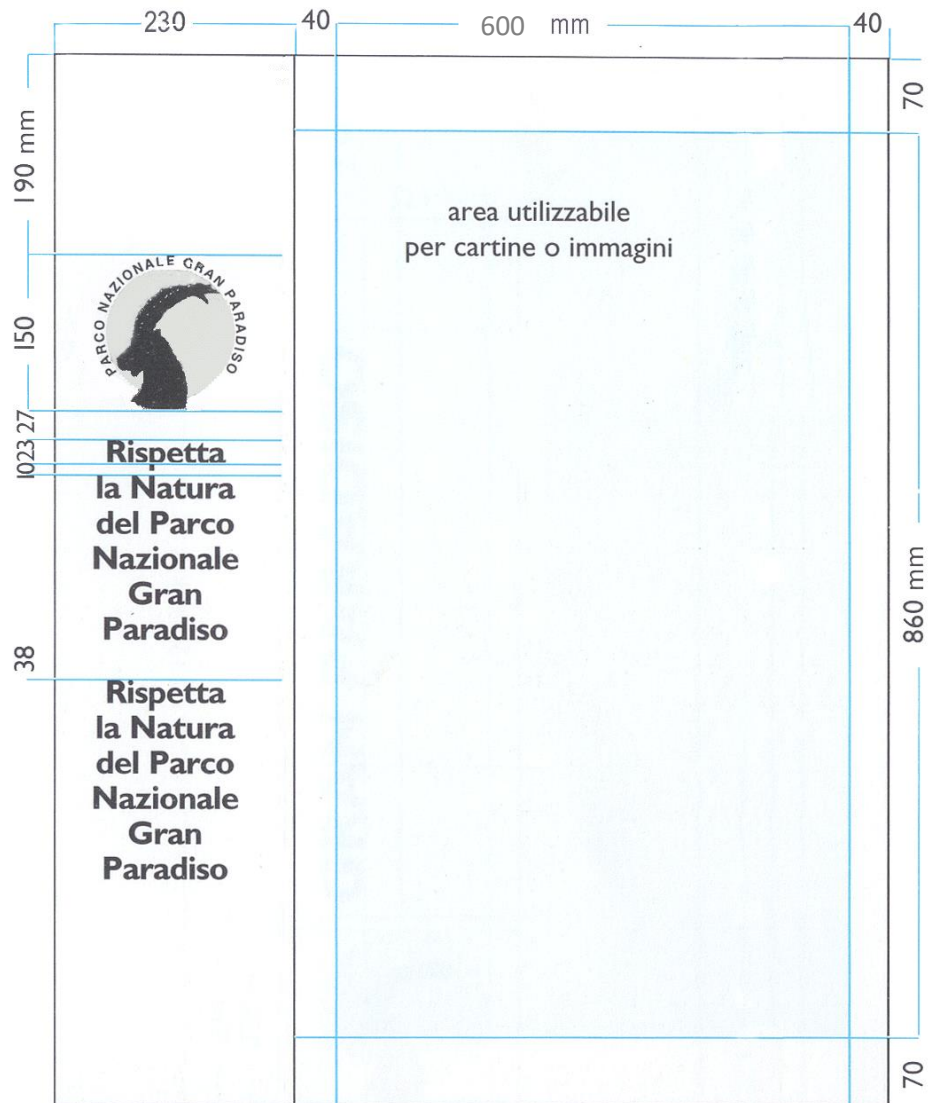 230
40
600 mm
40
70
190 mm
area utilizzabile
per cartine o immagini
PARCO NAZIONALE GRAN PARADISO
150
27
23
10
Rispetta
la Natura
del Parco
Nazionale
Gran
Paradiso
38
Rispetta
la Natura
del Parco
Nazionale
Gran
Paradiso
860 mm
70